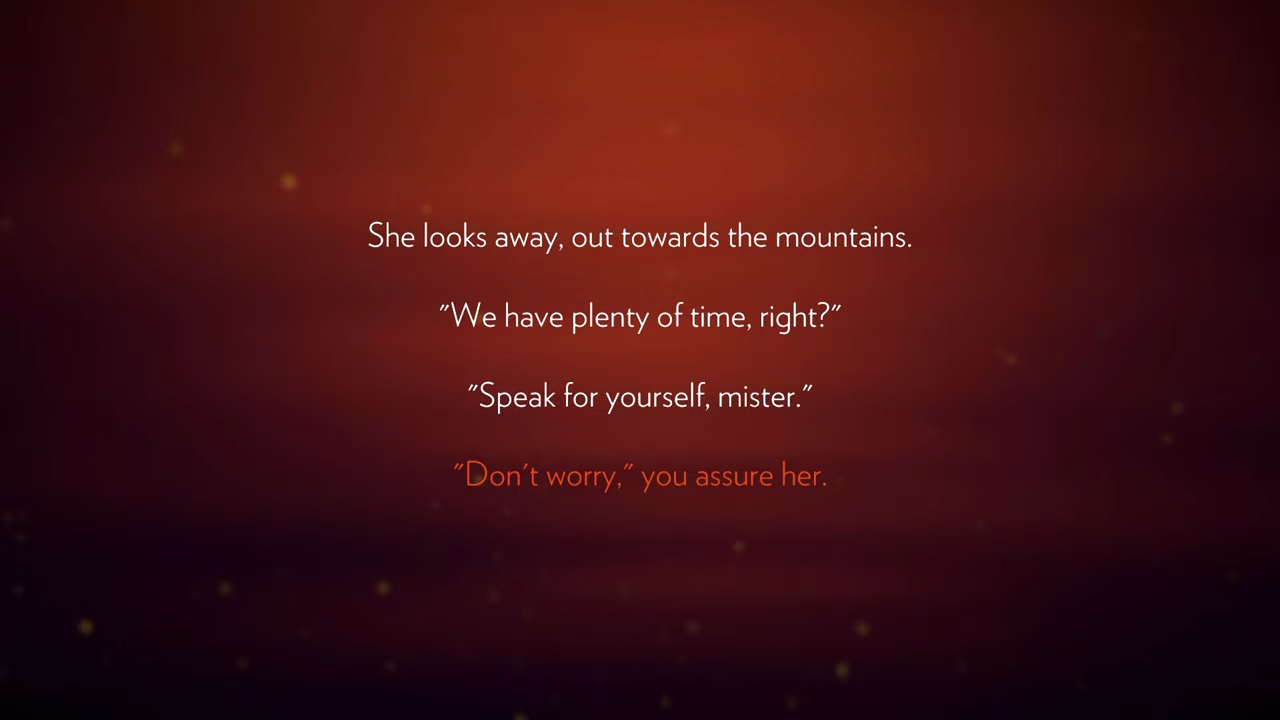 She looks away, out towards the mountains.
"We have plenty of time, right?"
"Speak for yourself, mister."
"Don't worry," you assure her.